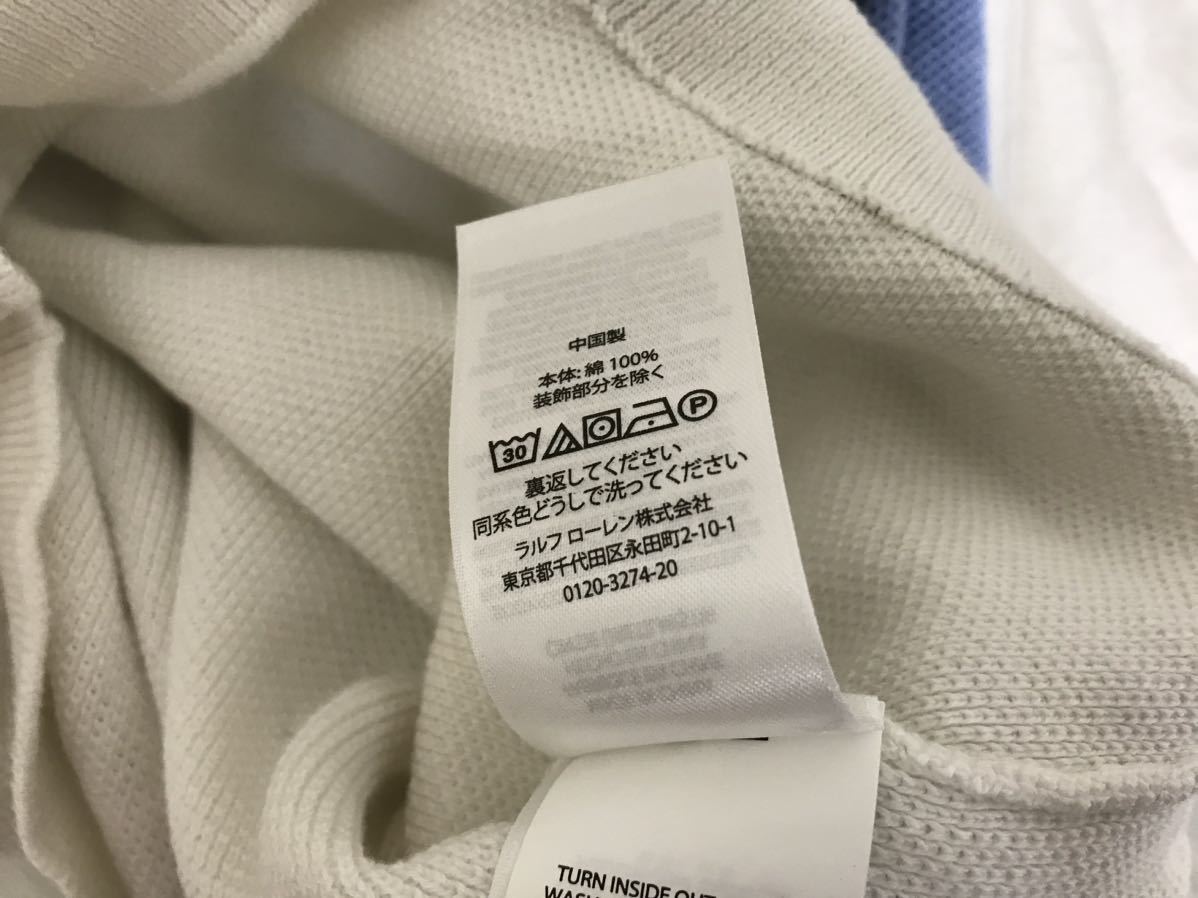 中国製
本体: 綿 100%
装飾部分を除く
30 P
裏返してください
同系色どうしで洗ってください
ラルフ ローレン株式会社
東京都千代田区永田町2-10-1
0120-3274-20
TURN INSIDE OUT
WASH